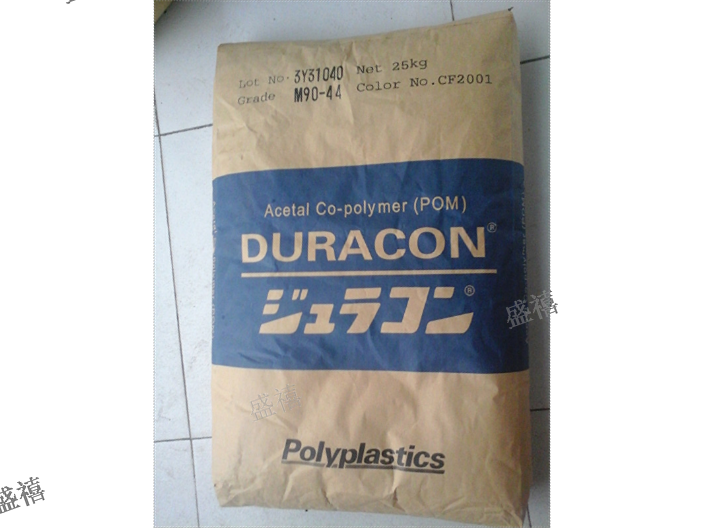 Lot No. 3Y31040 Net 25kg
Grade M90-44 Color No.CF2001
Acetal Co-polymer (POM)
DURACON®
ジュラコン®
Polyplastics
盛禧
盛禧
盛禧